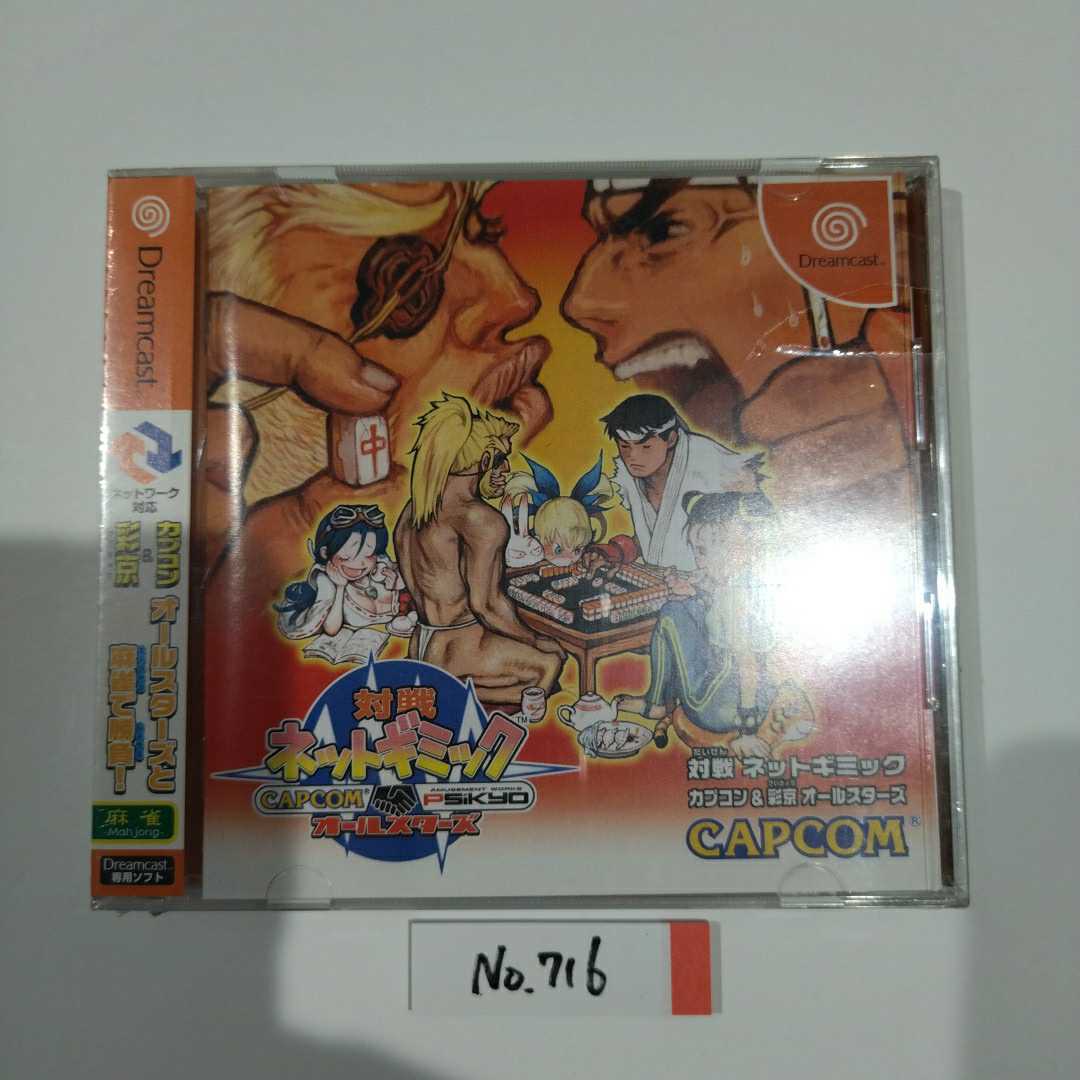 Dreamcast
ネットワーク
対応
カプコン
&
彩京
オールスターズと
麻雀で勝負!
麻雀
-Mahjong-
Dreamcast
専用ソフト
Dreamcast™
中
対戦
ネットギミック™
CAPCOM®
AMUSEMENT WORKS
PSIKYO
オールスターズ
たいせん
対戦 ネットギミック
さいきょう
カプコン&彩京 オールスターズ
CAPCOM®
No.716